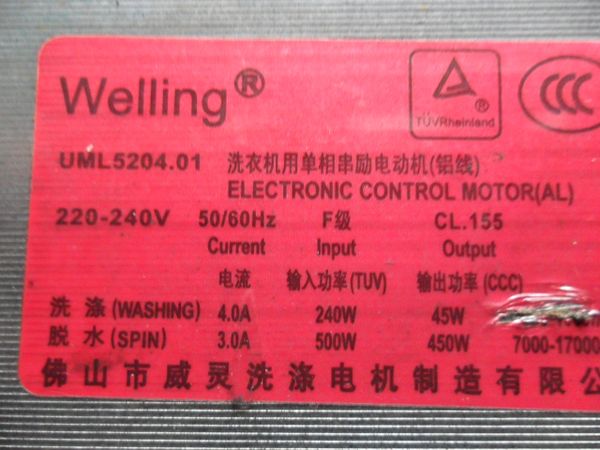 Welling®
TÜVRheinland
CCC
UML5204.01 洗衣机用单相串励电动机(铝线)
ELECTRONIC CONTROL MOTOR(AL)
220-240V 50/60Hz F级 CL.155
Current Input Output
电流 输入功率(TUV) 输出功率(CCC)
洗涤(WASHING) 4.0A 240W 45W
脱水(SPIN) 3.0A 500W 450W 7000-17000
佛山市威灵洗涤电机制造有限公